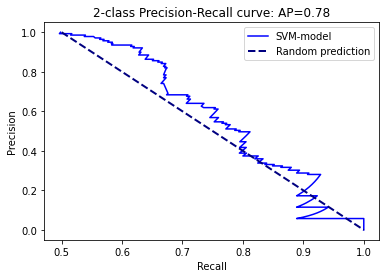 2-class Precision-Recall curve: AP=0.78
SVM-model
Random prediction
Precision
1.0
0.8
0.6
0.4
0.2
0.0
0.5 0.6 0.7 0.8 0.9 1.0
Recall